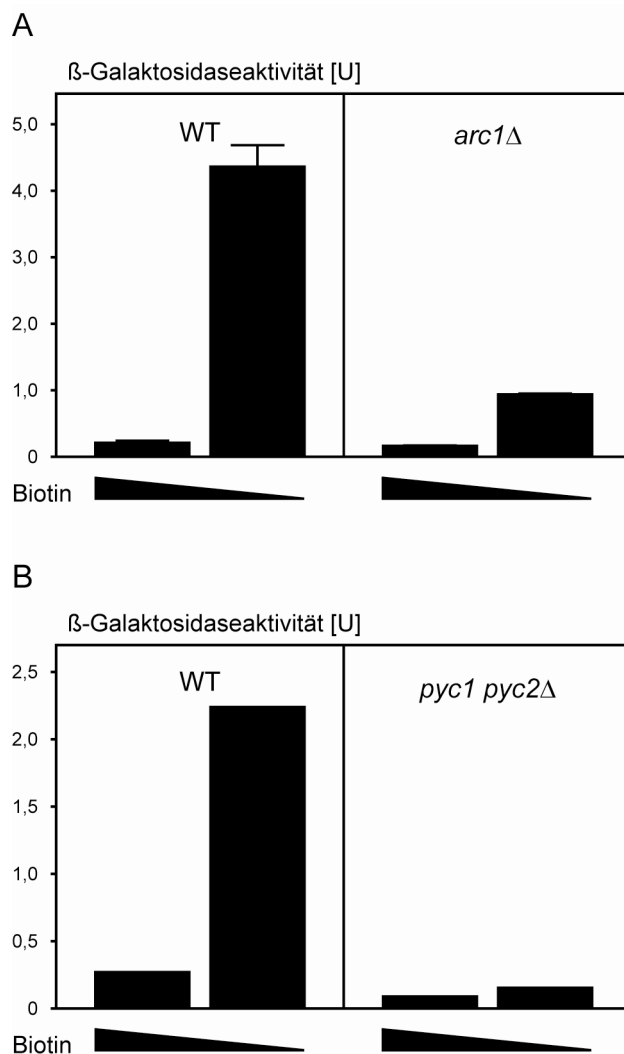 A
ß-Galaktosidaseaktivität [U]
5,0
4,0
3,0
2,0
1,0
0
WT
arc1Δ
Biotin
B
ß-Galaktosidaseaktivität [U]
2,5
2,0
1,5
1,0
0,5
0
WT
pyc1 pyc2Δ
Biotin